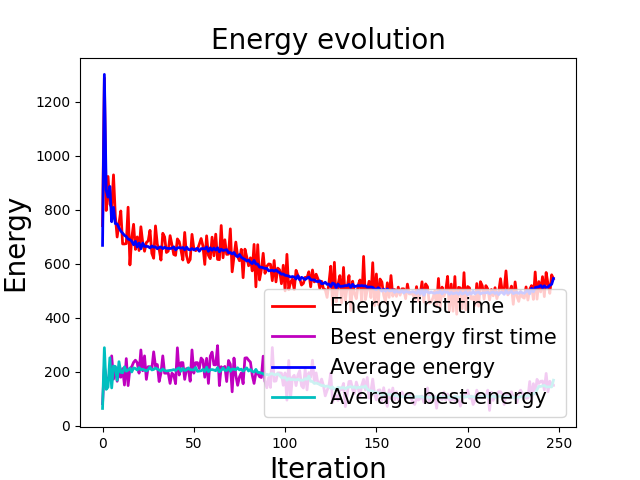 Energy evolution
Energy
1200
1000
800
600
400
200
0
Energy first time
Best energy first time
Average energy
Average best energy
0 50 100 150 200 250
Iteration